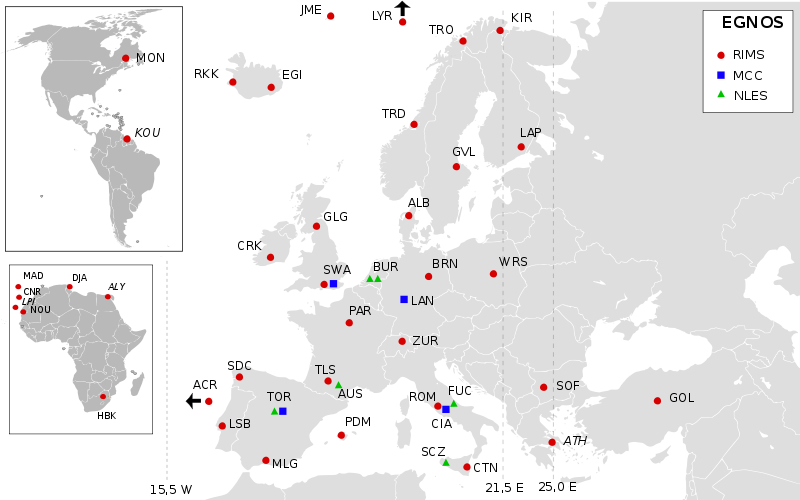 JME
LYR
KIR
TRO
EGNOS
RIMS
MCC
NLES
MON
RKK
EGI
KOU
TRD
LAP
GVL
ALB
GLG
CRK
SWA
BUR
BRN
WRS
LAN
PAR
ZUR
MAD
DJA
ALY
CNR
LPI
NOU
HBK
SDC
TLS
ACR
AUS
TOR
ROM
FUC
SOF
GOL
LSB
PDM
CIA
ATH
SCZ
MLG
CTN
15,5 W
21,5 E
25,0 E